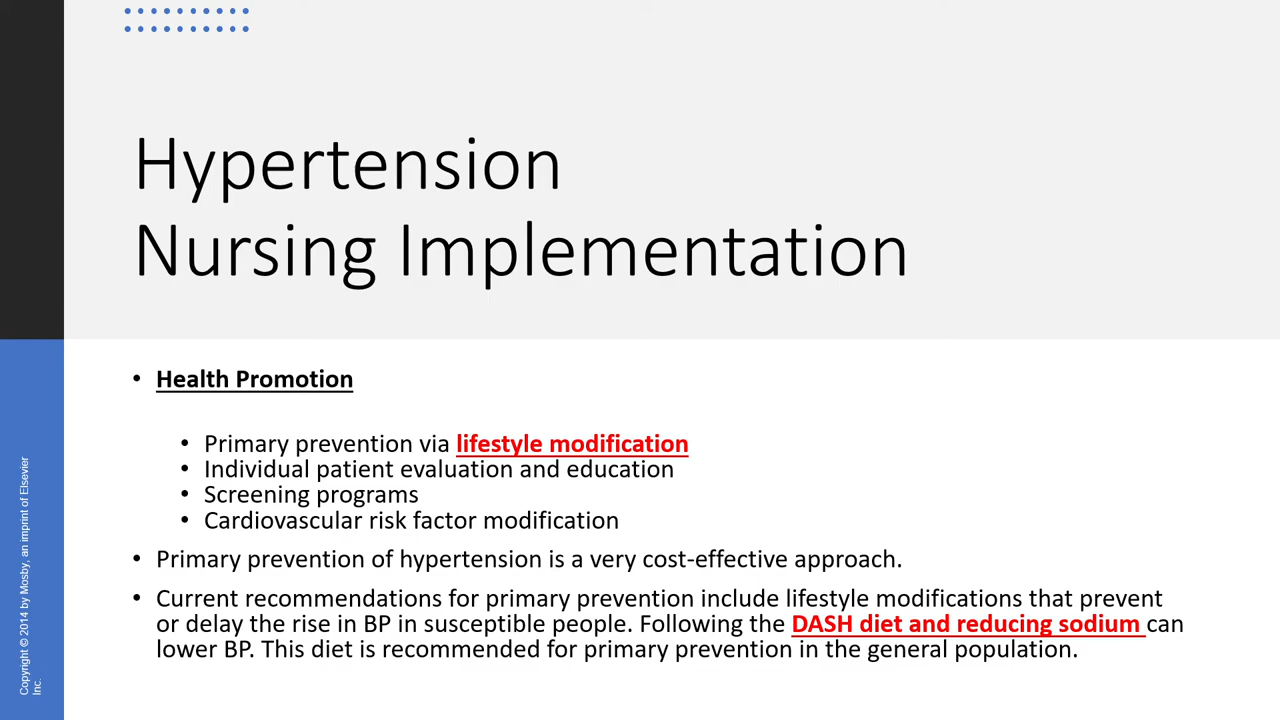 Hypertension
Nursing Implementation
• Health Promotion
• Primary prevention via lifestyle modification
• Individual patient evaluation and education
• Screening programs
• Cardiovascular risk factor modification
• Primary prevention of hypertension is a very cost-effective approach.
• Current recommendations for primary prevention include lifestyle modifications that prevent
or delay the rise in BP in susceptible people. Following the DASH diet and reducing sodium can
lower BP. This diet is recommended for primary prevention in the general population.
Copyright © 2014 by Mosby, an imprint of Elsevier
Inc.